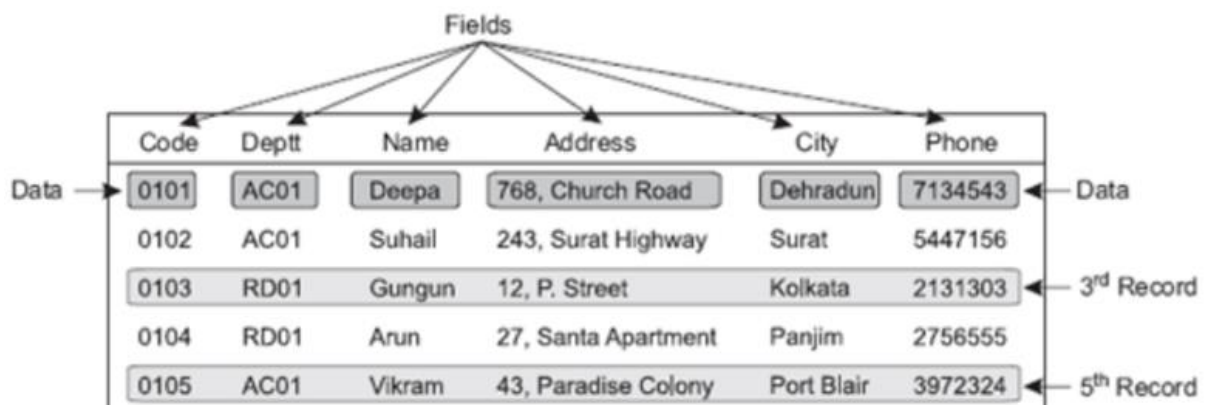 Fields
Code Deptt Name Address City Phone
Data 0101 AC01 Deepa 768, Church Road Dehradun 7134543 Data
0102 AC01 Suhail 243, Surat Highway Surat 5447156
0103 RD01 Gungun 12, P. Street Kolkata 2131303 3rd Record
0104 RD01 Arun 27, Santa Apartment Panjim 2756555
0105 AC01 Vikram 43, Paradise Colony Port Blair 3972324 5th Record